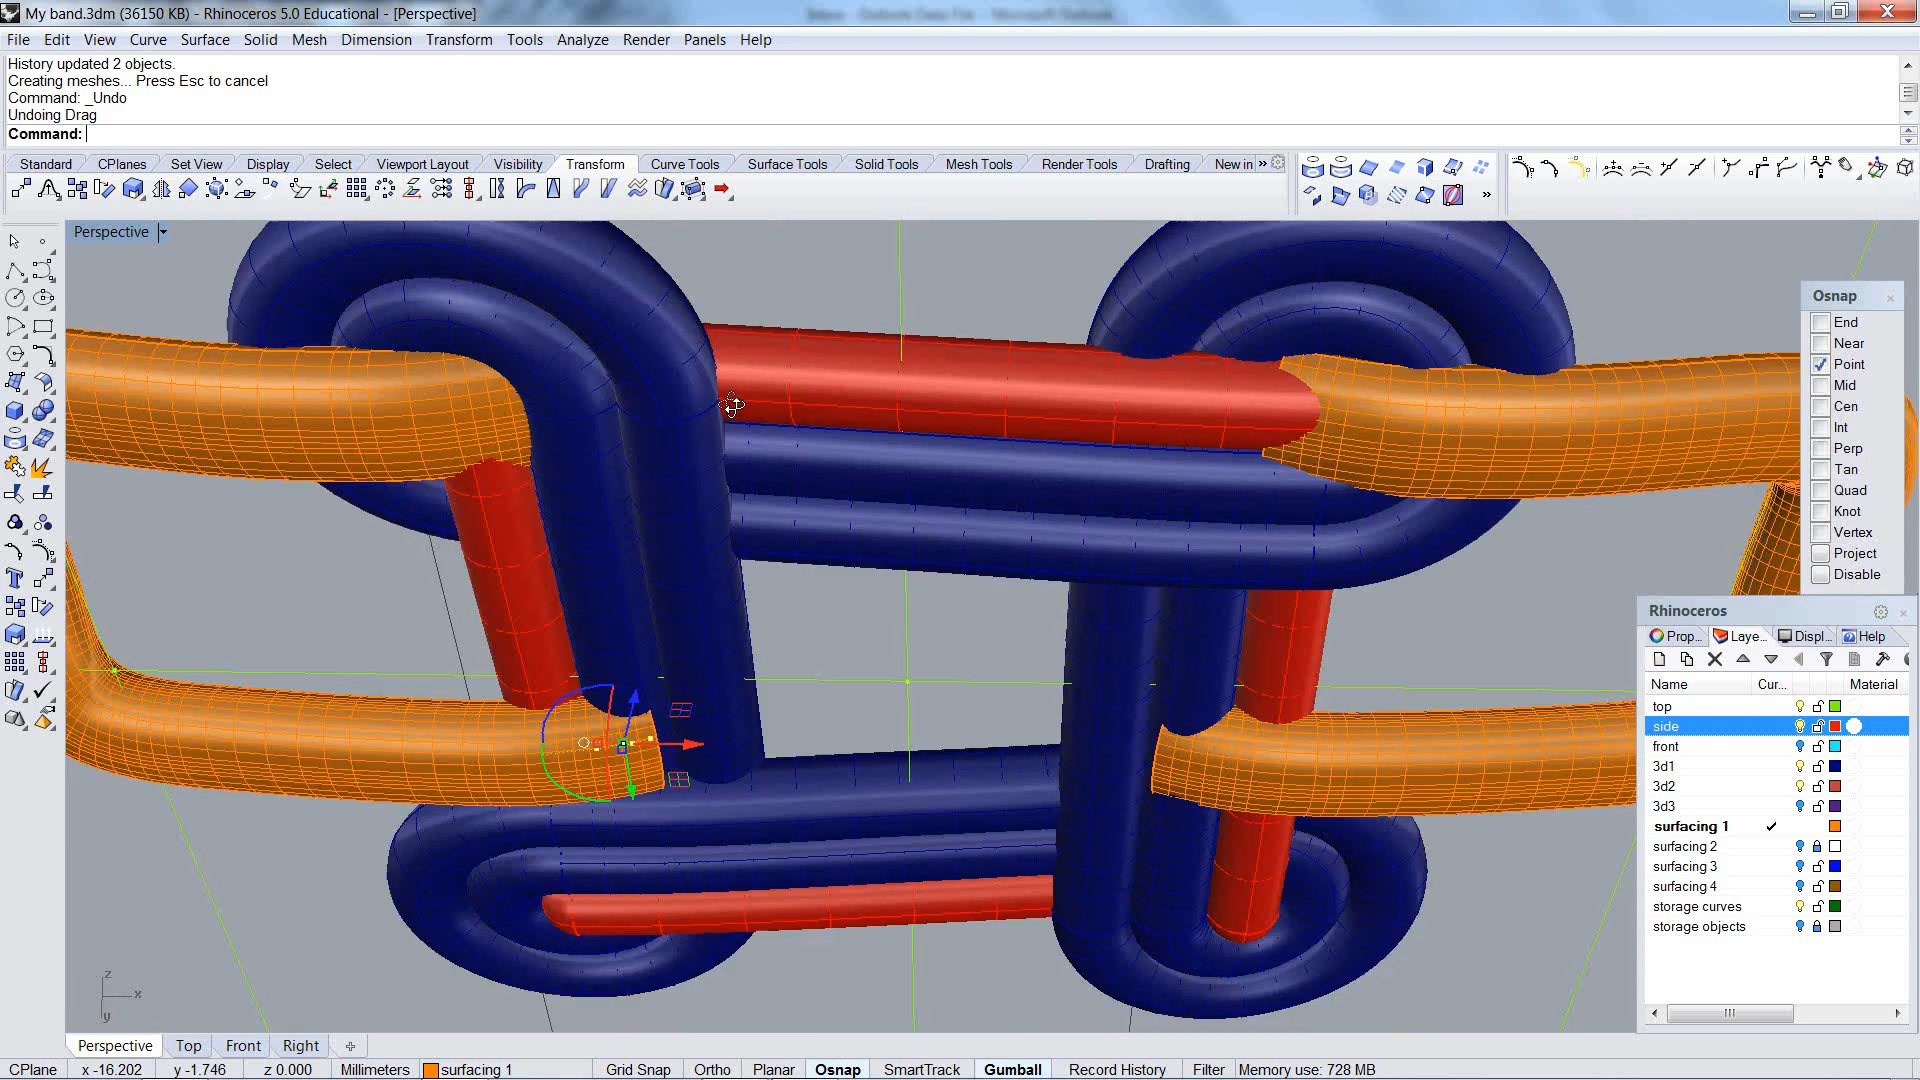 My band.3dm (36150 KB) - Rhinoceros 5.0 Educational - [Perspective]
File Edit View Curve Surface Solid Mesh Dimension Transform Tools Analyze Render Panels Help
History updated 2 objects.
Creating meshes... Press Esc to cancel
Command: _Undo
Undoing Drag
Command:
Standard CPlanes Set View Display Select Viewport Layout Visibility Transform Curve Tools Surface Tools Solid Tools Mesh Tools Render Tools Drafting New in »
Perspective
Osnap
End
Near
Point
Mid
Cen
Int
Perp
Tan
Quad
Knot
Vertex
Project
Disable
Rhinoceros
Prop... Laye... Displ... Help
Name Cur... Material
top
side
front
3d1
3d2
3d3
surfacing 1
surfacing 2
surfacing 3
surfacing 4
storage curves
storage objects
z
x
y
Perspective Top Front Right
CPlane x -16.202 y -1.746 z 0.000 Millimeters surfacing 1 Grid Snap Ortho Planar Osnap SmartTrack Gumball Record History Filter Memory use: 728 MB